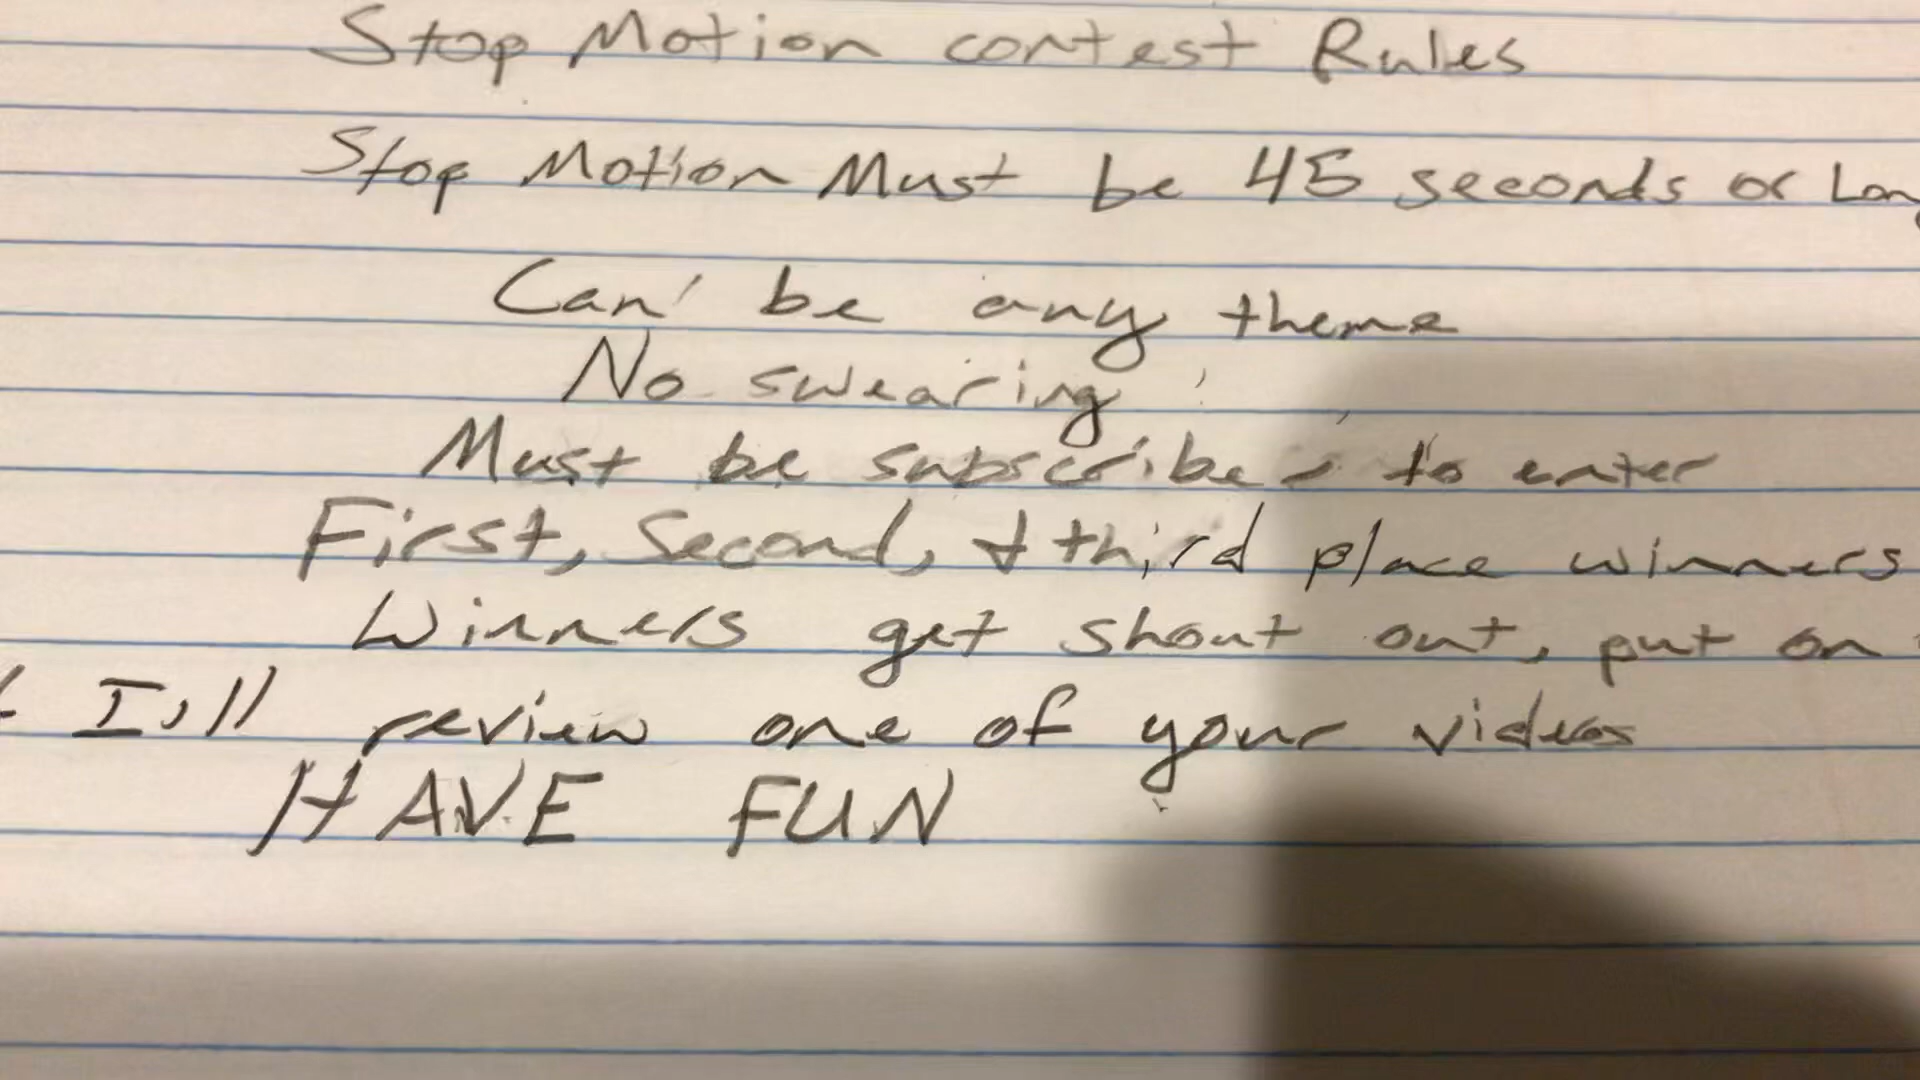 Stop Motion contest Rules
Stop Motion Must be 45 seconds or Lon
Can be any theme
No swearing
Must be subscriber to enter
First, Second, & third place winners
Winners get shout out, put on
& I'll review one of your videos
HAVE FUN